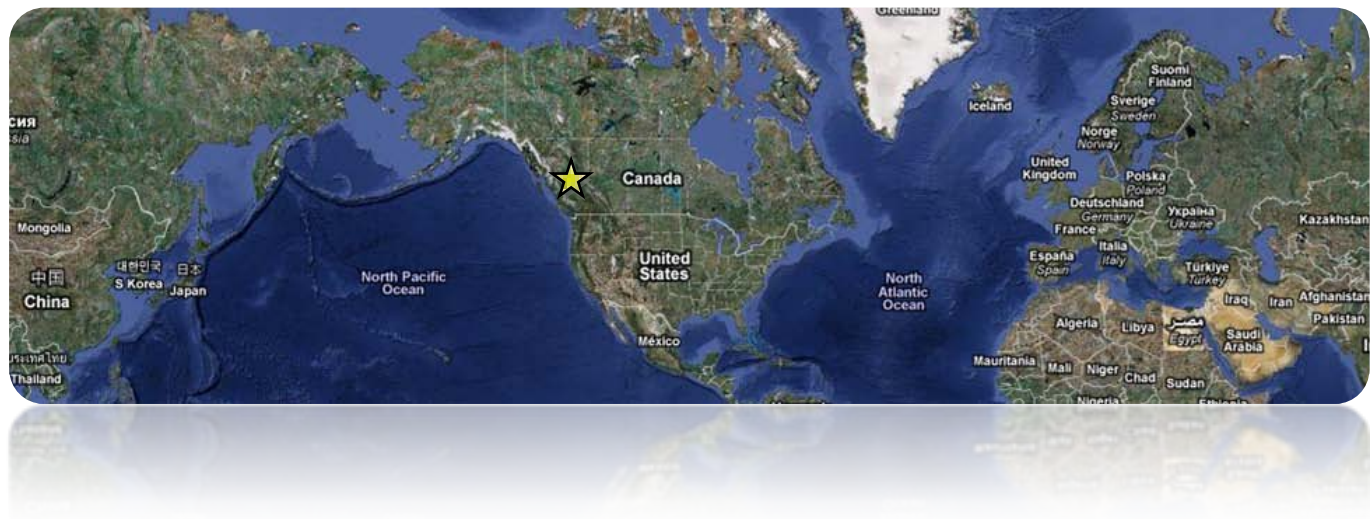 Greenland
Suomi
Finland
Iceland
Sverige
Sweden
Norge
Norway
сия
sia
United
Kingdom
Canada
Polska
Poland
Deutschland
Germany
Україна
Ukraine
Mongolia
Kazakhstan
France
Italia
Italy
España
Spain
United
States
대한민국
S Korea
日本
Japan
中国
China
North Pacific
Ocean
North
Atlantic
Ocean
Türkiye
Turkey
Iraq
Iran
Afghanistan
Pakistan
México
Algeria
Libya
مصر
Egypt
Saudi
Arabia
Thailand
Mauritania
Mali
Niger
Chad
Sudan
Nigeria
Ethiopia